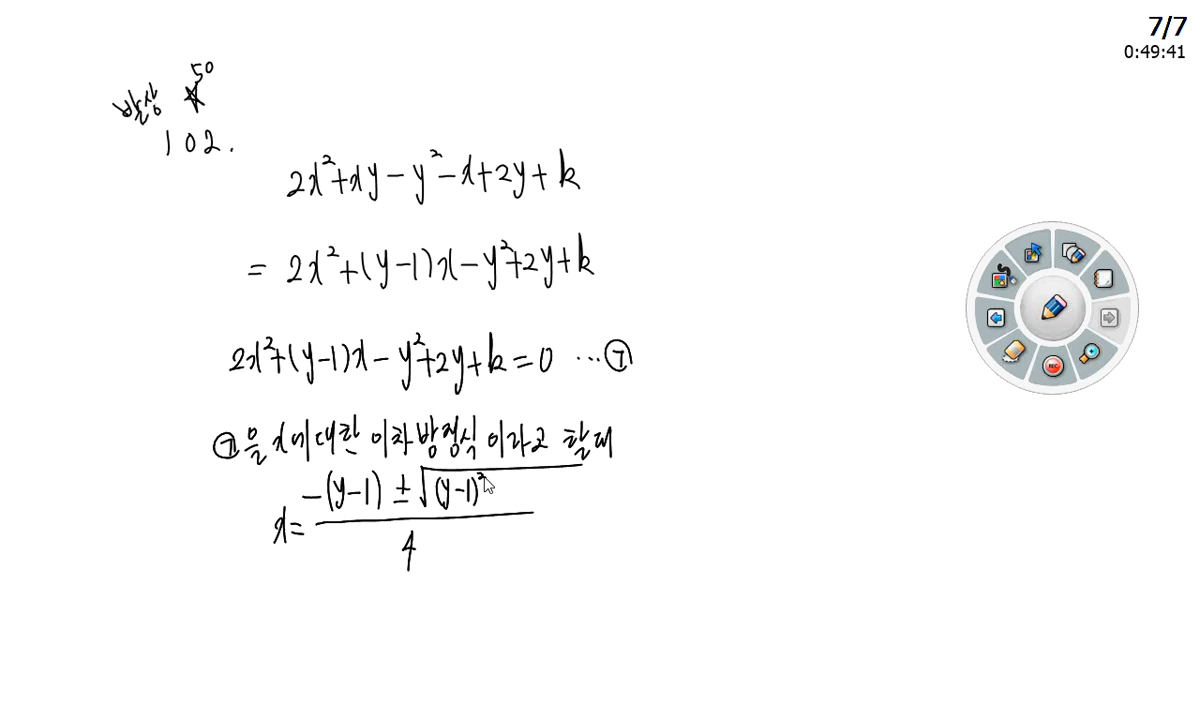 7/7
0:49:41
발상 ★ 50
102.
2x²+xy-y²-x+2y+k
= 2x²+(y-1)x-y²+2y+k
2x²+(y-1)x-y²+2y+k=0 ...㉠
㉠을 x에 대한 이차방정식 이라고 할때
x= -(y-1) ± √(y-1)²
4
REC